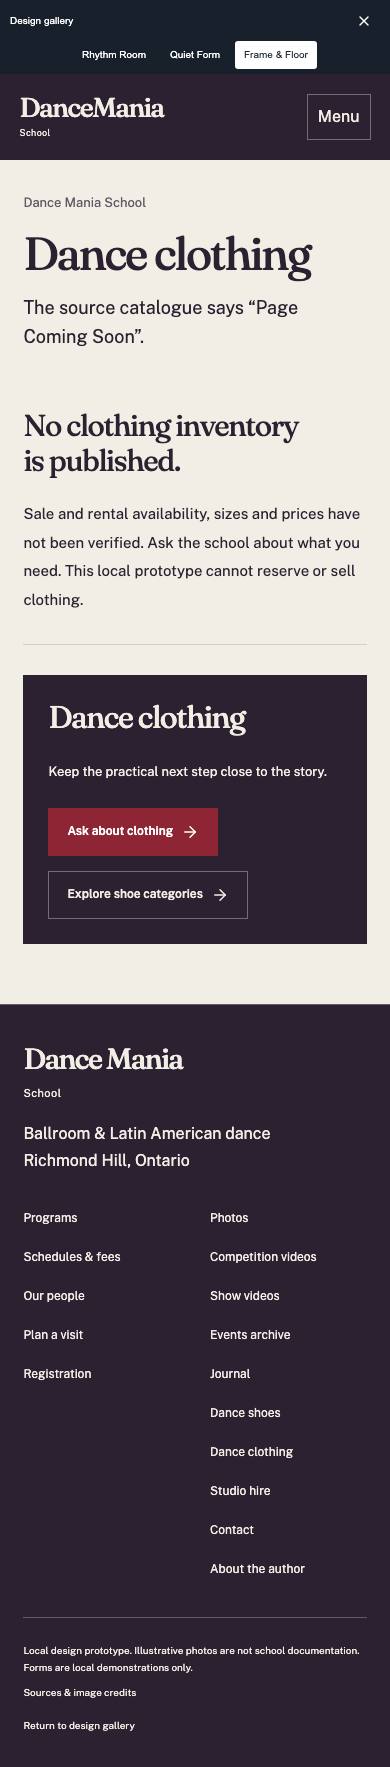 Design gallery
Rhythm Room
Quiet Form
Frame & Floor
DanceMania
School
Menu
Dance Mania School
Dance clothing
The source catalogue says “Page
Coming Soon”.
No clothing inventory
is published.
Sale and rental availability, sizes and prices have
not been verified. Ask the school about what you
need. This local prototype cannot reserve or sell
clothing.
Dance clothing
Keep the practical next step close to the story.
Ask about clothing
Explore shoe categories
Dance Mania
School
Ballroom & Latin American dance
Richmond Hill, Ontario
Programs
Schedules & fees
Our people
Plan a visit
Registration
Photos
Competition videos
Show videos
Events archive
Journal
Dance shoes
Dance clothing
Studio hire
Contact
About the author
Local design prototype. Illustrative photos are not school documentation.
Forms are local demonstrations only.
Sources & image credits
Return to design gallery